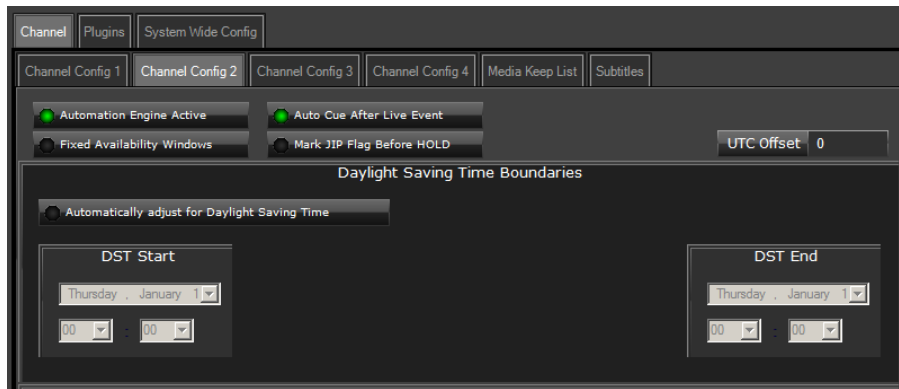 Channel Plugins System Wide Config
Channel Config 1 Channel Config 2 Channel Config 3 Channel Config 4 Media Keep List Subtitles
Automation Engine Active Auto Cue After Live Event
Fixed Availability Windows Mark JIP Flag Before HOLD UTC Offset 0
Daylight Saving Time Boundaries
Automatically adjust for Daylight Saving Time
DST Start DST End
Thursday , January 1 Thursday , January 1
00 : 00 00 : 00